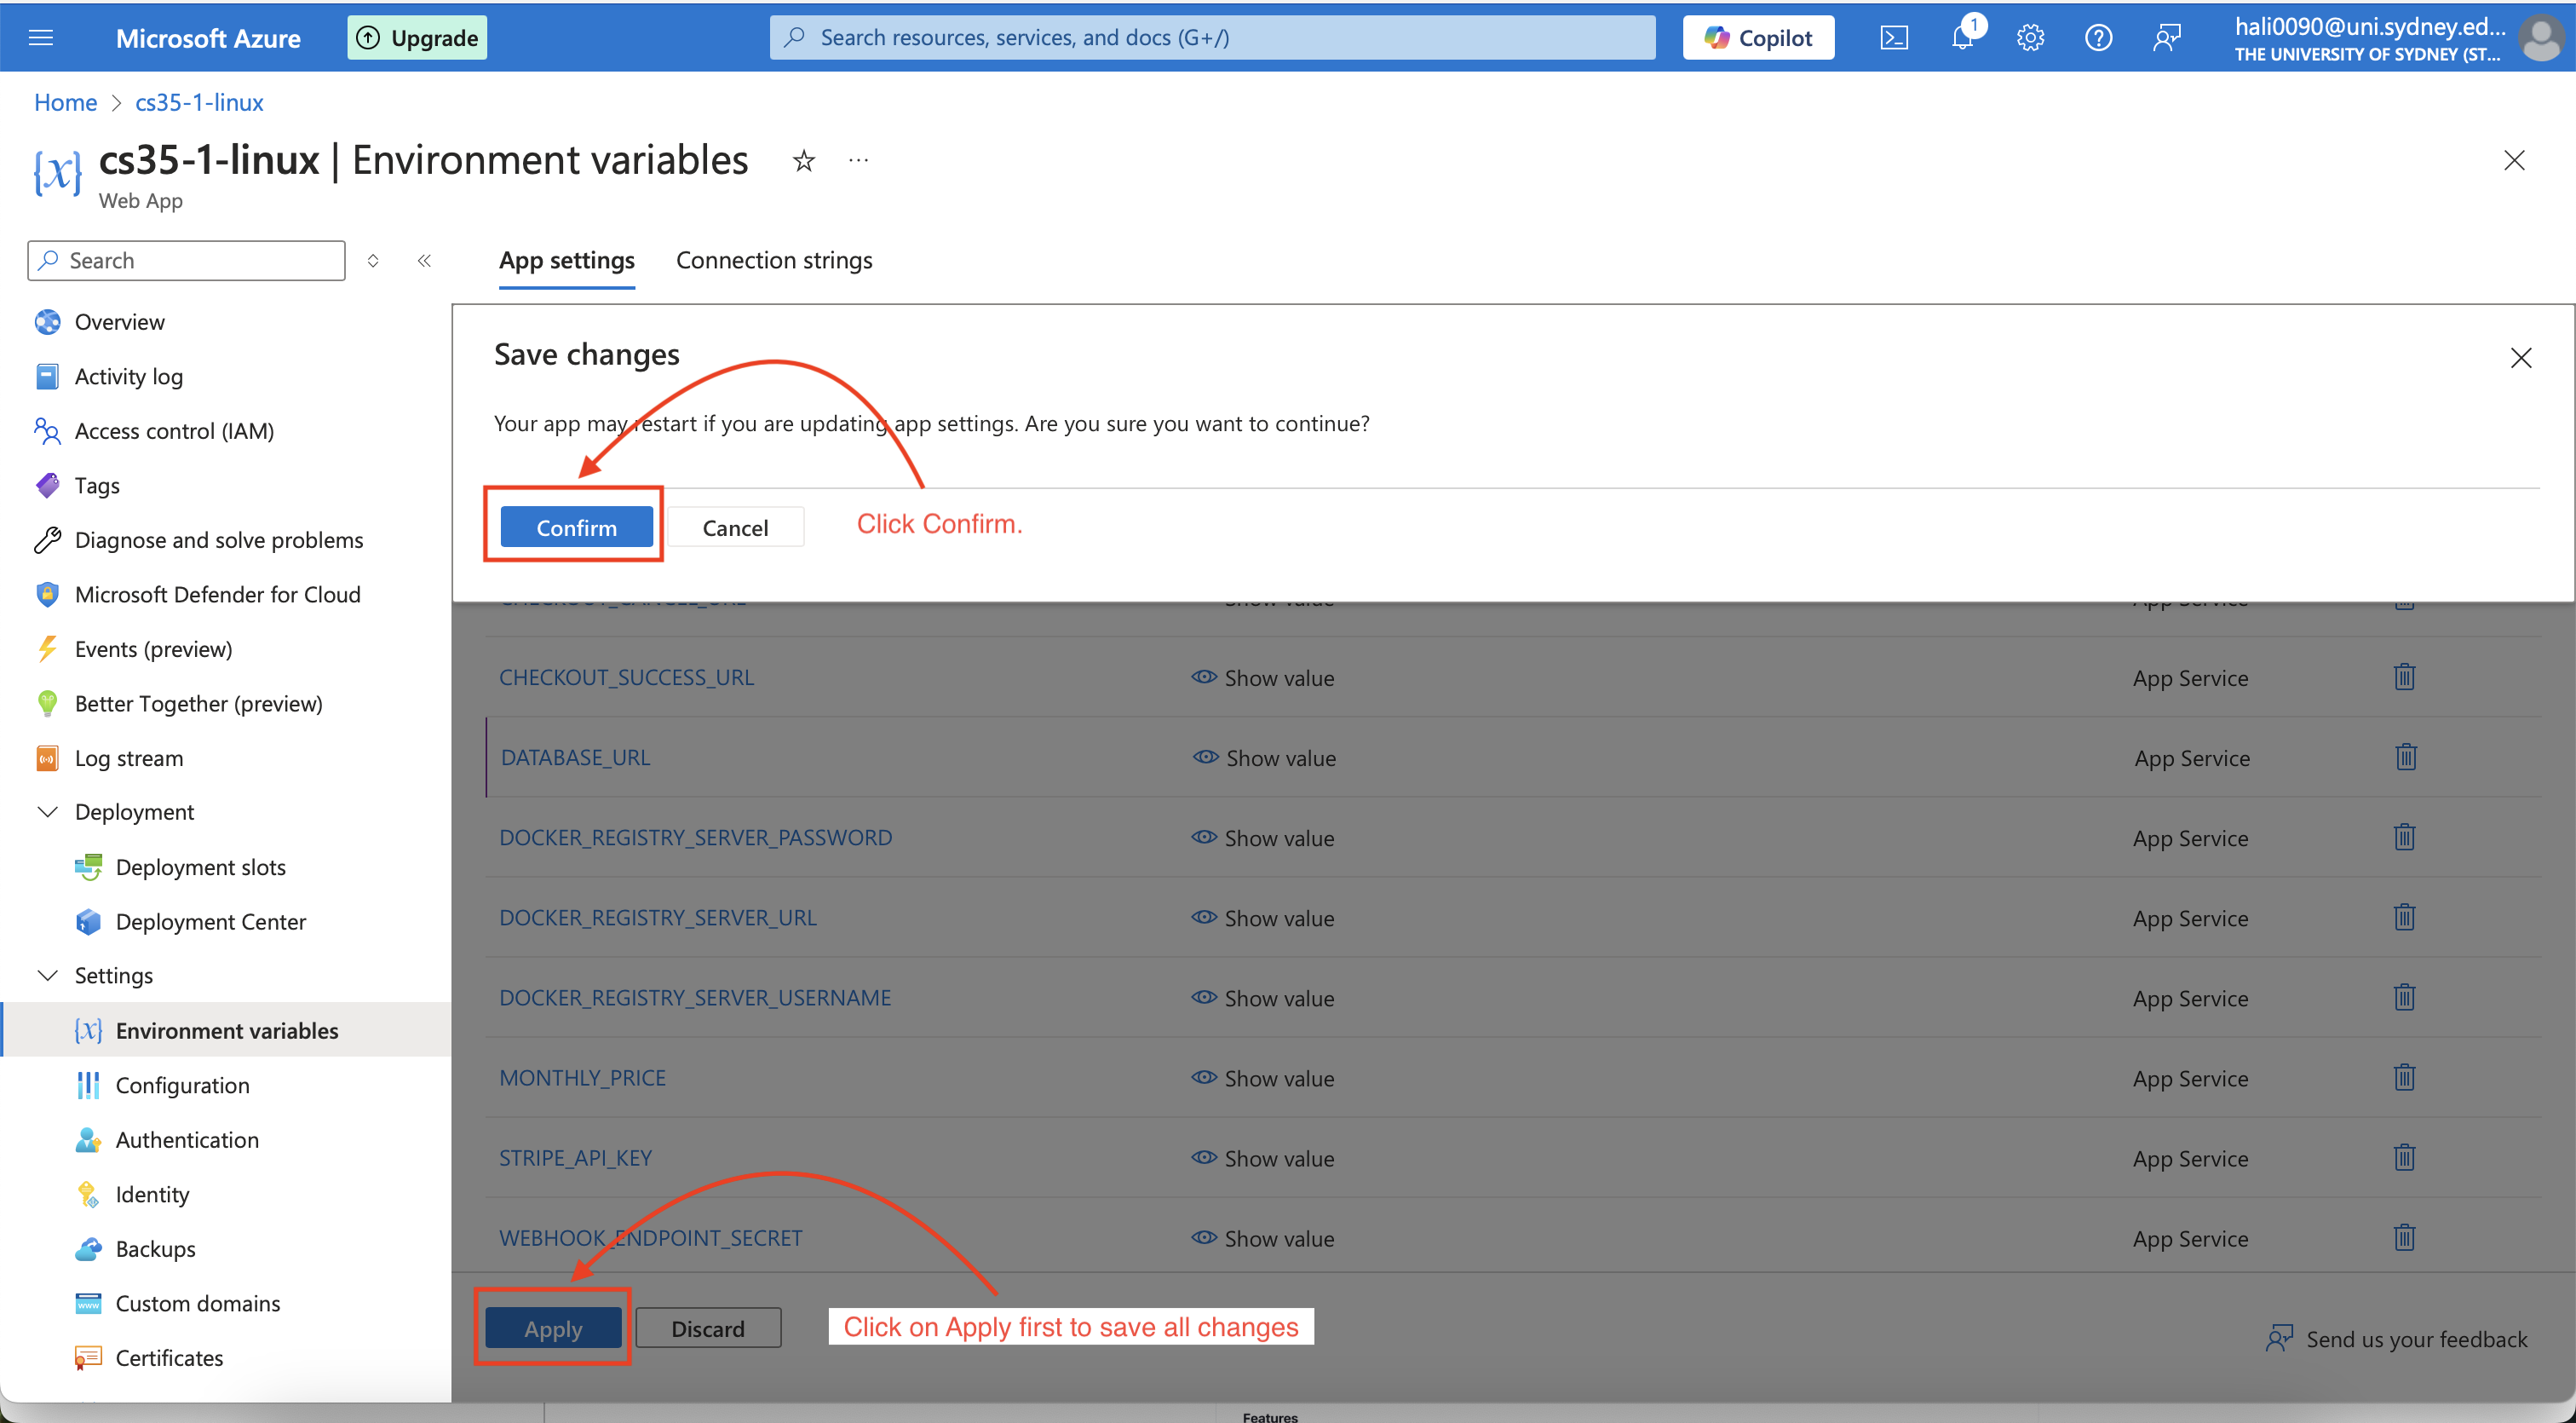 Microsoft Azure
Upgrade
Search resources, services, and docs (G+/)
Copilot
1
hali0090@uni.sydney.ed...
THE UNIVERSITY OF SYDNEY (ST...
Home > cs35-1-linux
cs35-1-linux | Environment variables
Web App
Search
Overview
Activity log
Access control (IAM)
Tags
Diagnose and solve problems
Microsoft Defender for Cloud
Events (preview)
Better Together (preview)
Log stream
Deployment
Deployment slots
Deployment Center
Settings
Environment variables
Configuration
Authentication
Identity
Backups
Custom domains
Certificates
App settings
Connection strings
Save changes
Your app may restart if you are updating app settings. Are you sure you want to continue?
Confirm
Cancel
Click Confirm.
CHECKOUT_CANCEL_URL Show value App Service
CHECKOUT_SUCCESS_URL Show value App Service
DATABASE_URL Show value App Service
DOCKER_REGISTRY_SERVER_PASSWORD Show value App Service
DOCKER_REGISTRY_SERVER_URL Show value App Service
DOCKER_REGISTRY_SERVER_USERNAME Show value App Service
MONTHLY_PRICE Show value App Service
STRIPE_API_KEY Show value App Service
WEBHOOK_ENDPOINT_SECRET Show value App Service
Apply
Discard
Click on Apply first to save all changes
Send us your feedback
Features